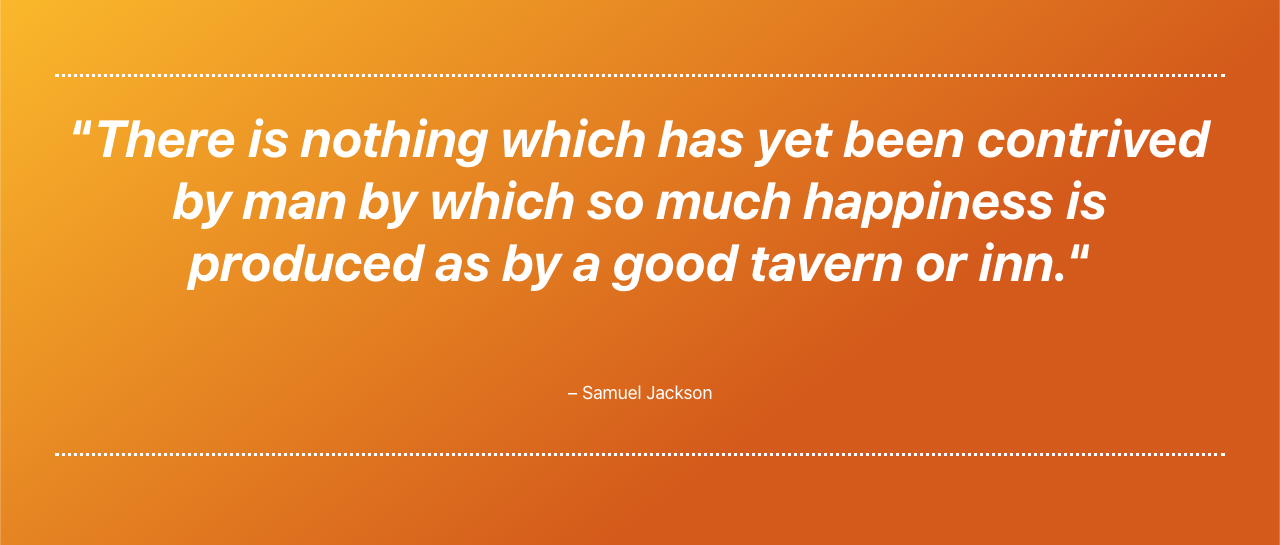 "There is nothing which has yet been contrived
by man by which so much happiness is
produced as by a good tavern or inn."
– Samuel Jackson